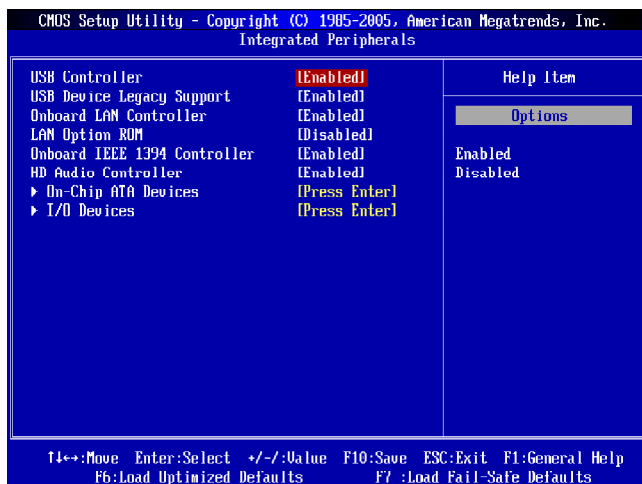 CMOS Setup Utility - Copyright (C) 1985-2005, American Megatrends, Inc.
Integrated Peripherals
USB Controller [Enabled]
USB Device Legacy Support [Enabled]
Onboard LAN Controller [Enabled]
LAN Option ROM [Disabled]
Onboard IEEE 1394 Controller [Enabled]
HD Audio Controller [Enabled]
▶ On-Chip ATA Devices [Press Enter]
▶ I/O Devices [Press Enter]
Help Item
Options
Enabled
Disabled
↑↓←→:Move Enter:Select +/-/:Value F10:Save ESC:Exit F1:General Help
F6:Load Optimized Defaults F7 :Load Fail-Safe Defaults